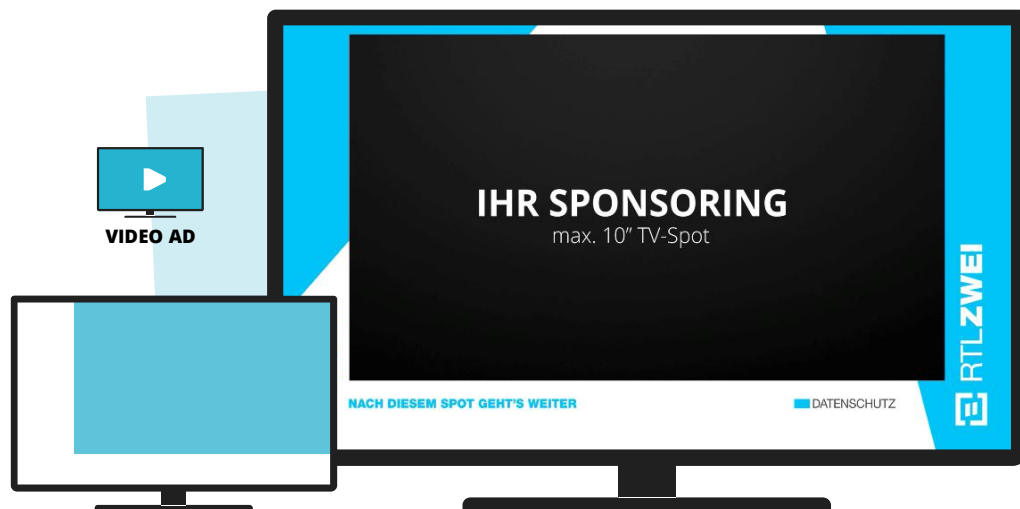 VIDEO AD
IHR SPONSORING
max. 10” TV-Spot
NACH DIESEM SPOT GEHT'S WEITER
DATENSCHUTZ
RTLZWEI